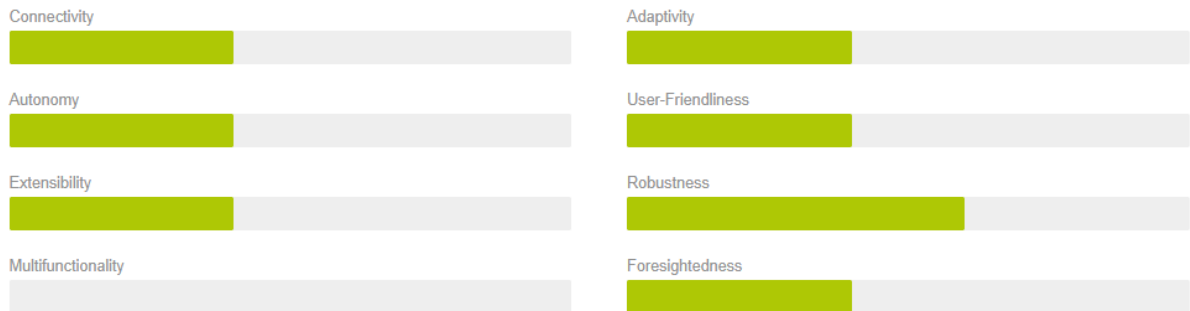 Connectivity
Adaptivity
Autonomy
User-Friendliness
Extensibility
Robustness
Multifunctionality
Foresightedness